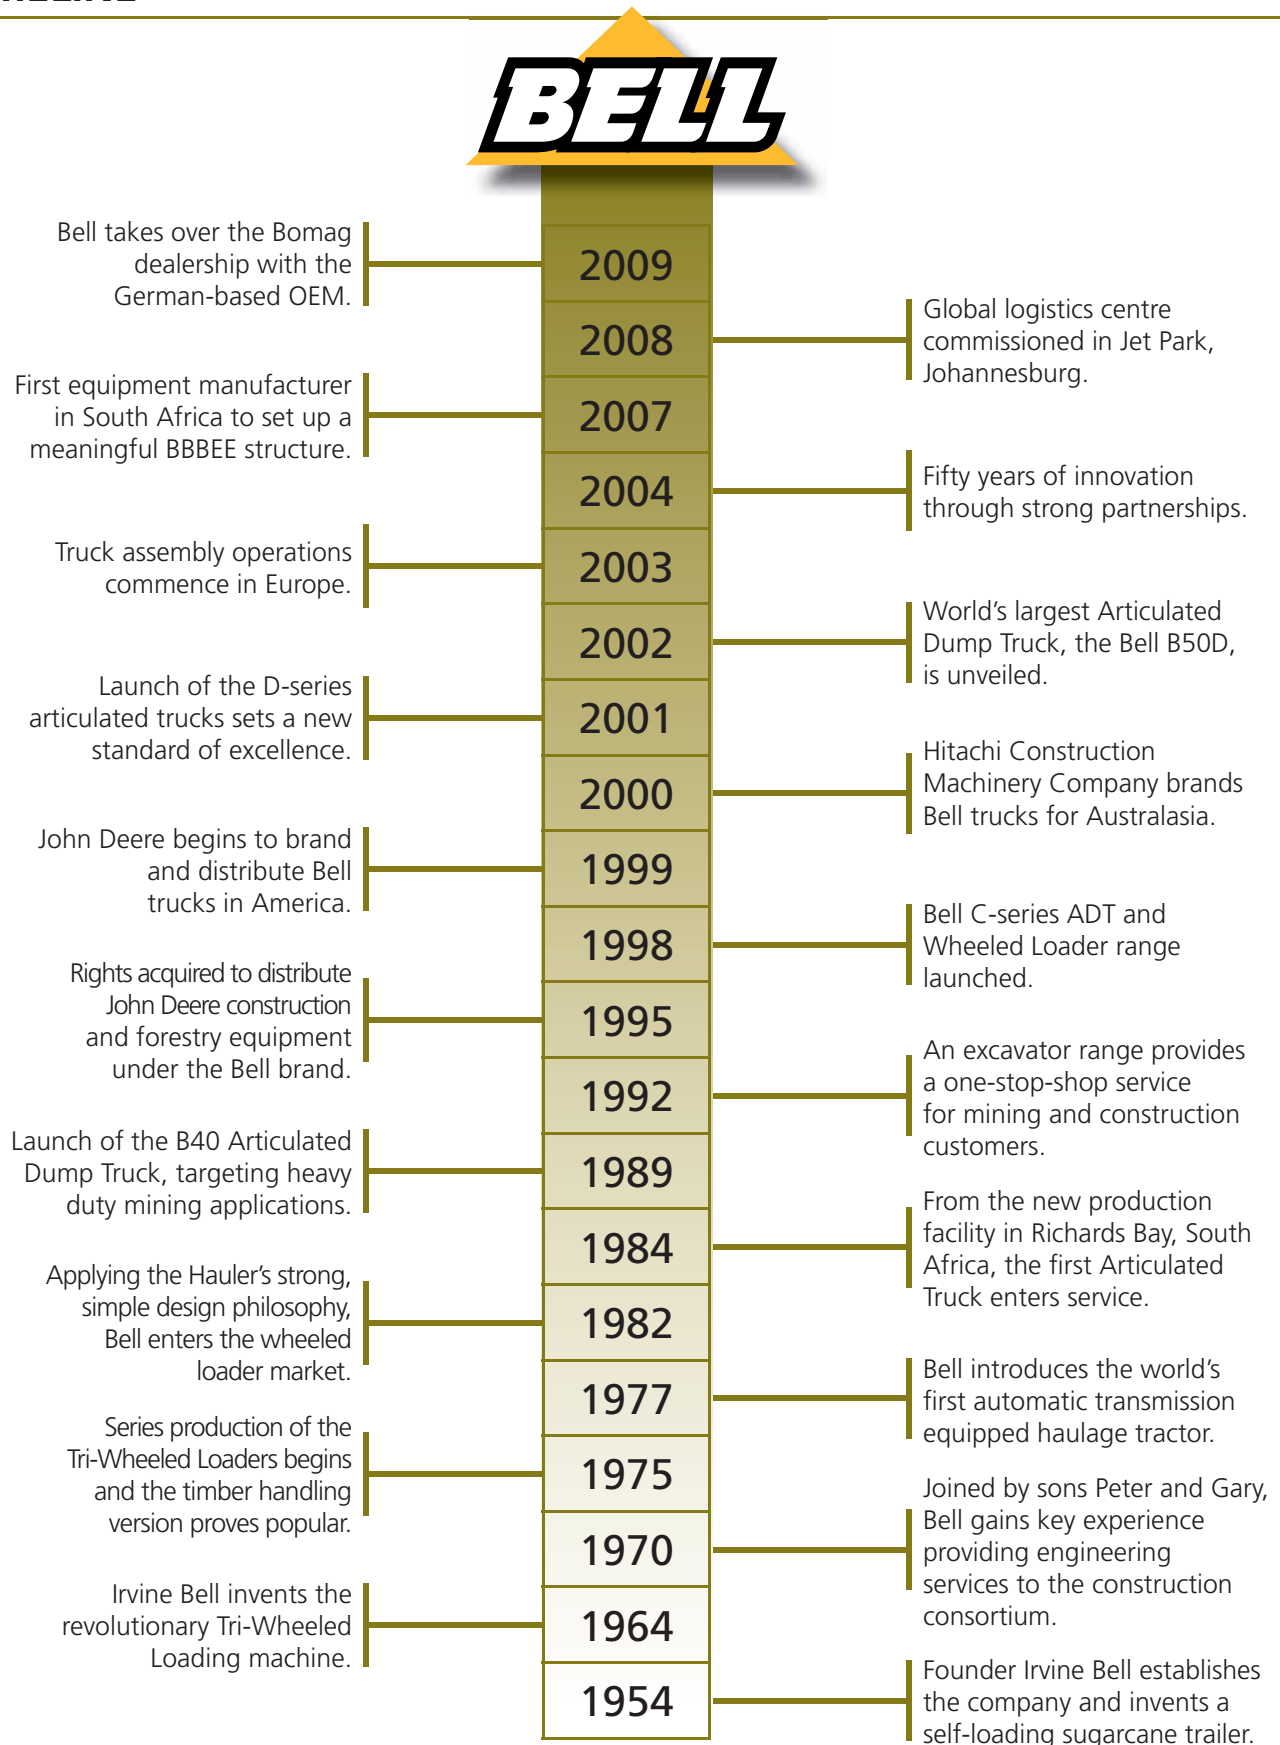 BELL
2009
Bell takes over the Bomag
dealership with the
German-based OEM.
2008
Global logistics centre
commissioned in Jet Park,
Johannesburg.
2007
First equipment manufacturer
in South Africa to set up a
meaningful BBBEE structure.
2004
Fifty years of innovation
through strong partnerships.
2003
Truck assembly operations
commence in Europe.
2002
World’s largest Articulated
Dump Truck, the Bell B50D,
is unveiled.
2001
Launch of the D-series
articulated trucks sets a new
standard of excellence.
2000
Hitachi Construction
Machinery Company brands
Bell trucks for Australasia.
1999
John Deere begins to brand
and distribute Bell
trucks in America.
1998
Bell C-series ADT and
Wheeled Loader range
launched.
1995
Rights acquired to distribute
John Deere construction
and forestry equipment
under the Bell brand.
1992
An excavator range provides
a one-stop-shop service
for mining and construction
customers.
1989
Launch of the B40 Articulated
Dump Truck, targeting heavy
duty mining applications.
1984
From the new production
facility in Richards Bay, South
Africa, the first Articulated
Truck enters service.
1982
Applying the Hauler’s strong,
simple design philosophy,
Bell enters the wheeled
loader market.
1977
Bell introduces the world’s
first automatic transmission
equipped haulage tractor.
1975
Series production of the
Tri-Wheeled Loaders begins
and the timber handling
version proves popular.
1970
Joined by sons Peter and Gary,
Bell gains key experience
providing engineering
services to the construction
consortium.
1964
Irvine Bell invents the
revolutionary Tri-Wheeled
Loading machine.
1954
Founder Irvine Bell establishes
the company and invents a
self-loading sugarcane trailer.